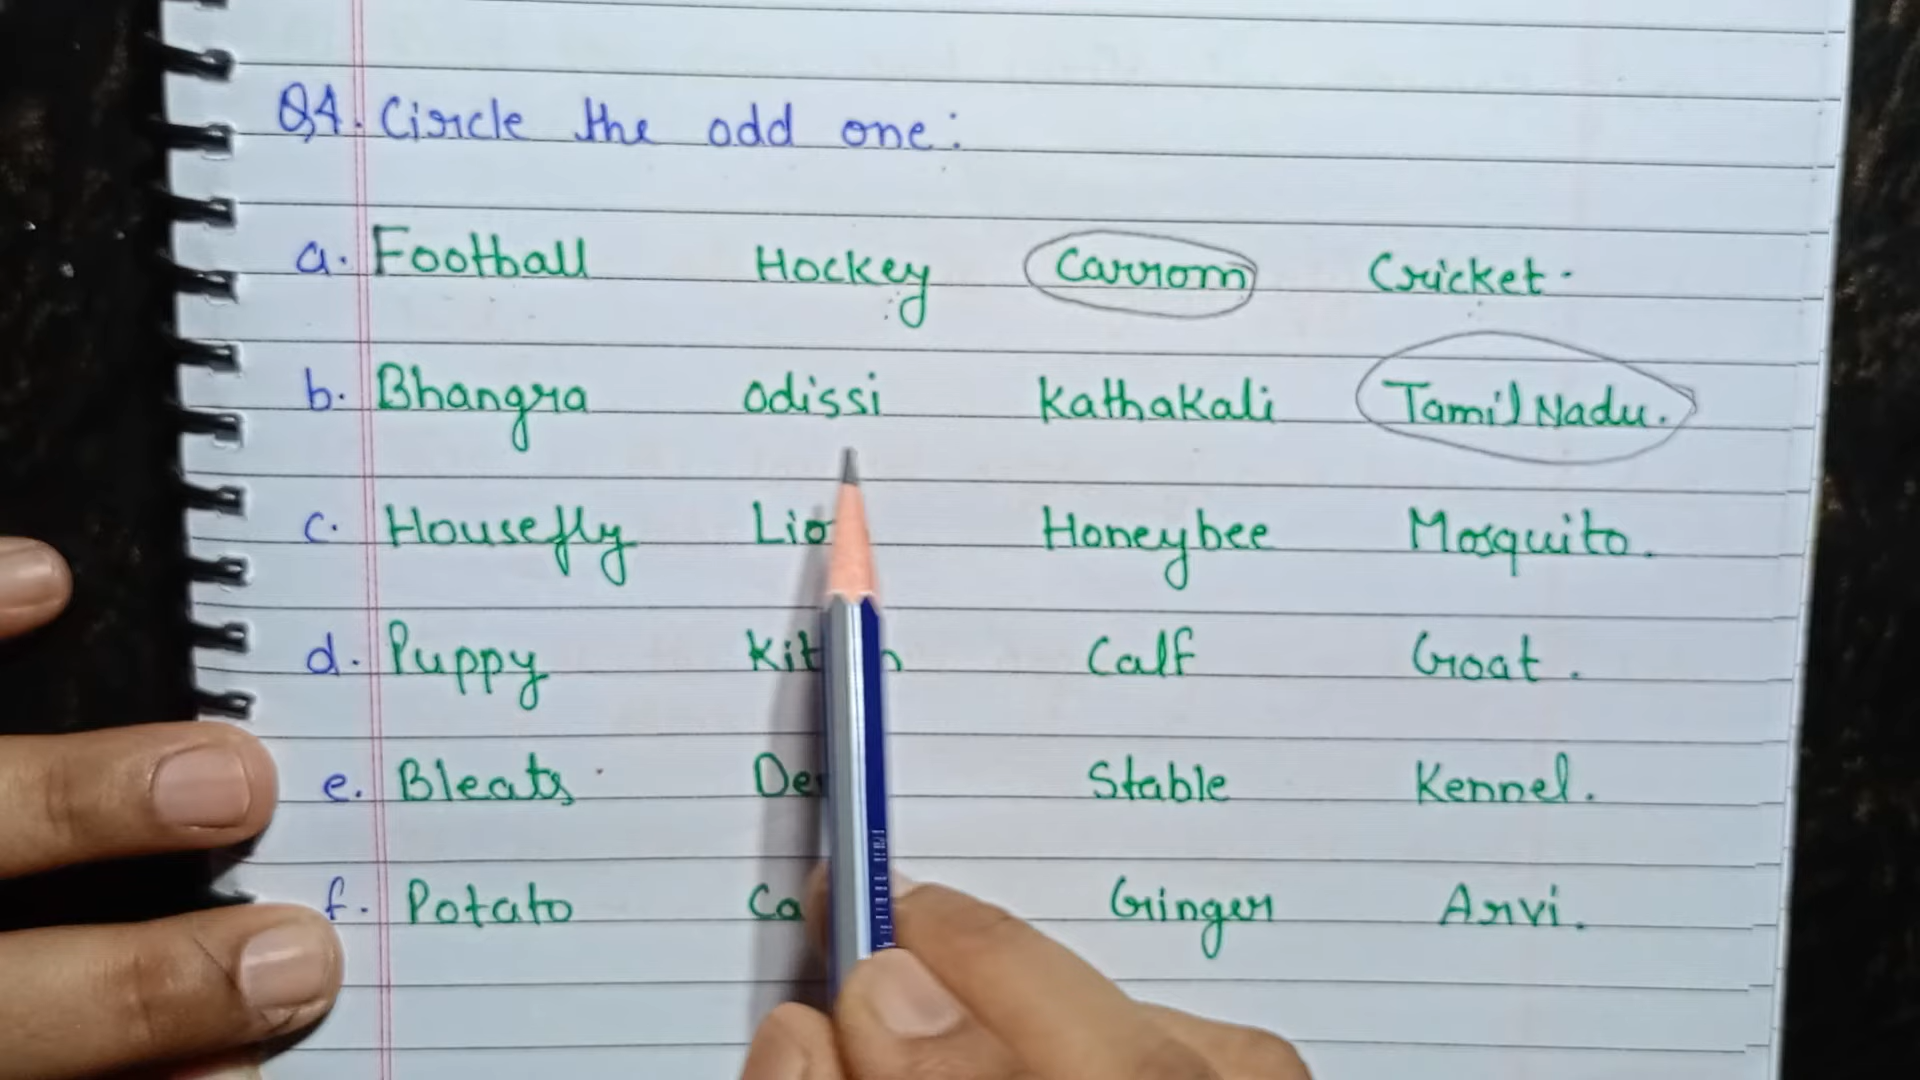 Q4. Circle the odd one:
a. Football Hockey Carrom Cricket.
b. Bhangra Odissi Kathakali Tamil Nadu.
c. Housefly Honeybee Mosquito.
d. Puppy Calf Goat.
e. Bleats Stable Kennel.
f. Potato Ginger Arvi.